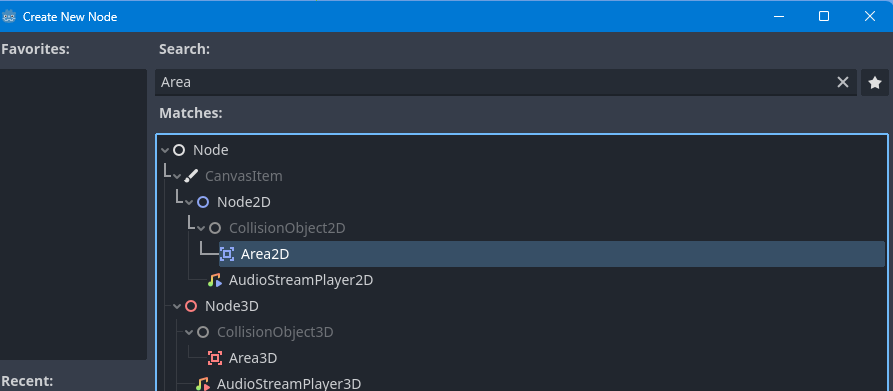 Create New Node
Favorites:
Search:
Area
Matches:
Node
CanvasItem
Node2D
CollisionObject2D
Area2D
AudioStreamPlayer2D
Node3D
CollisionObject3D
Area3D
AudioStreamPlayer3D
Recent: